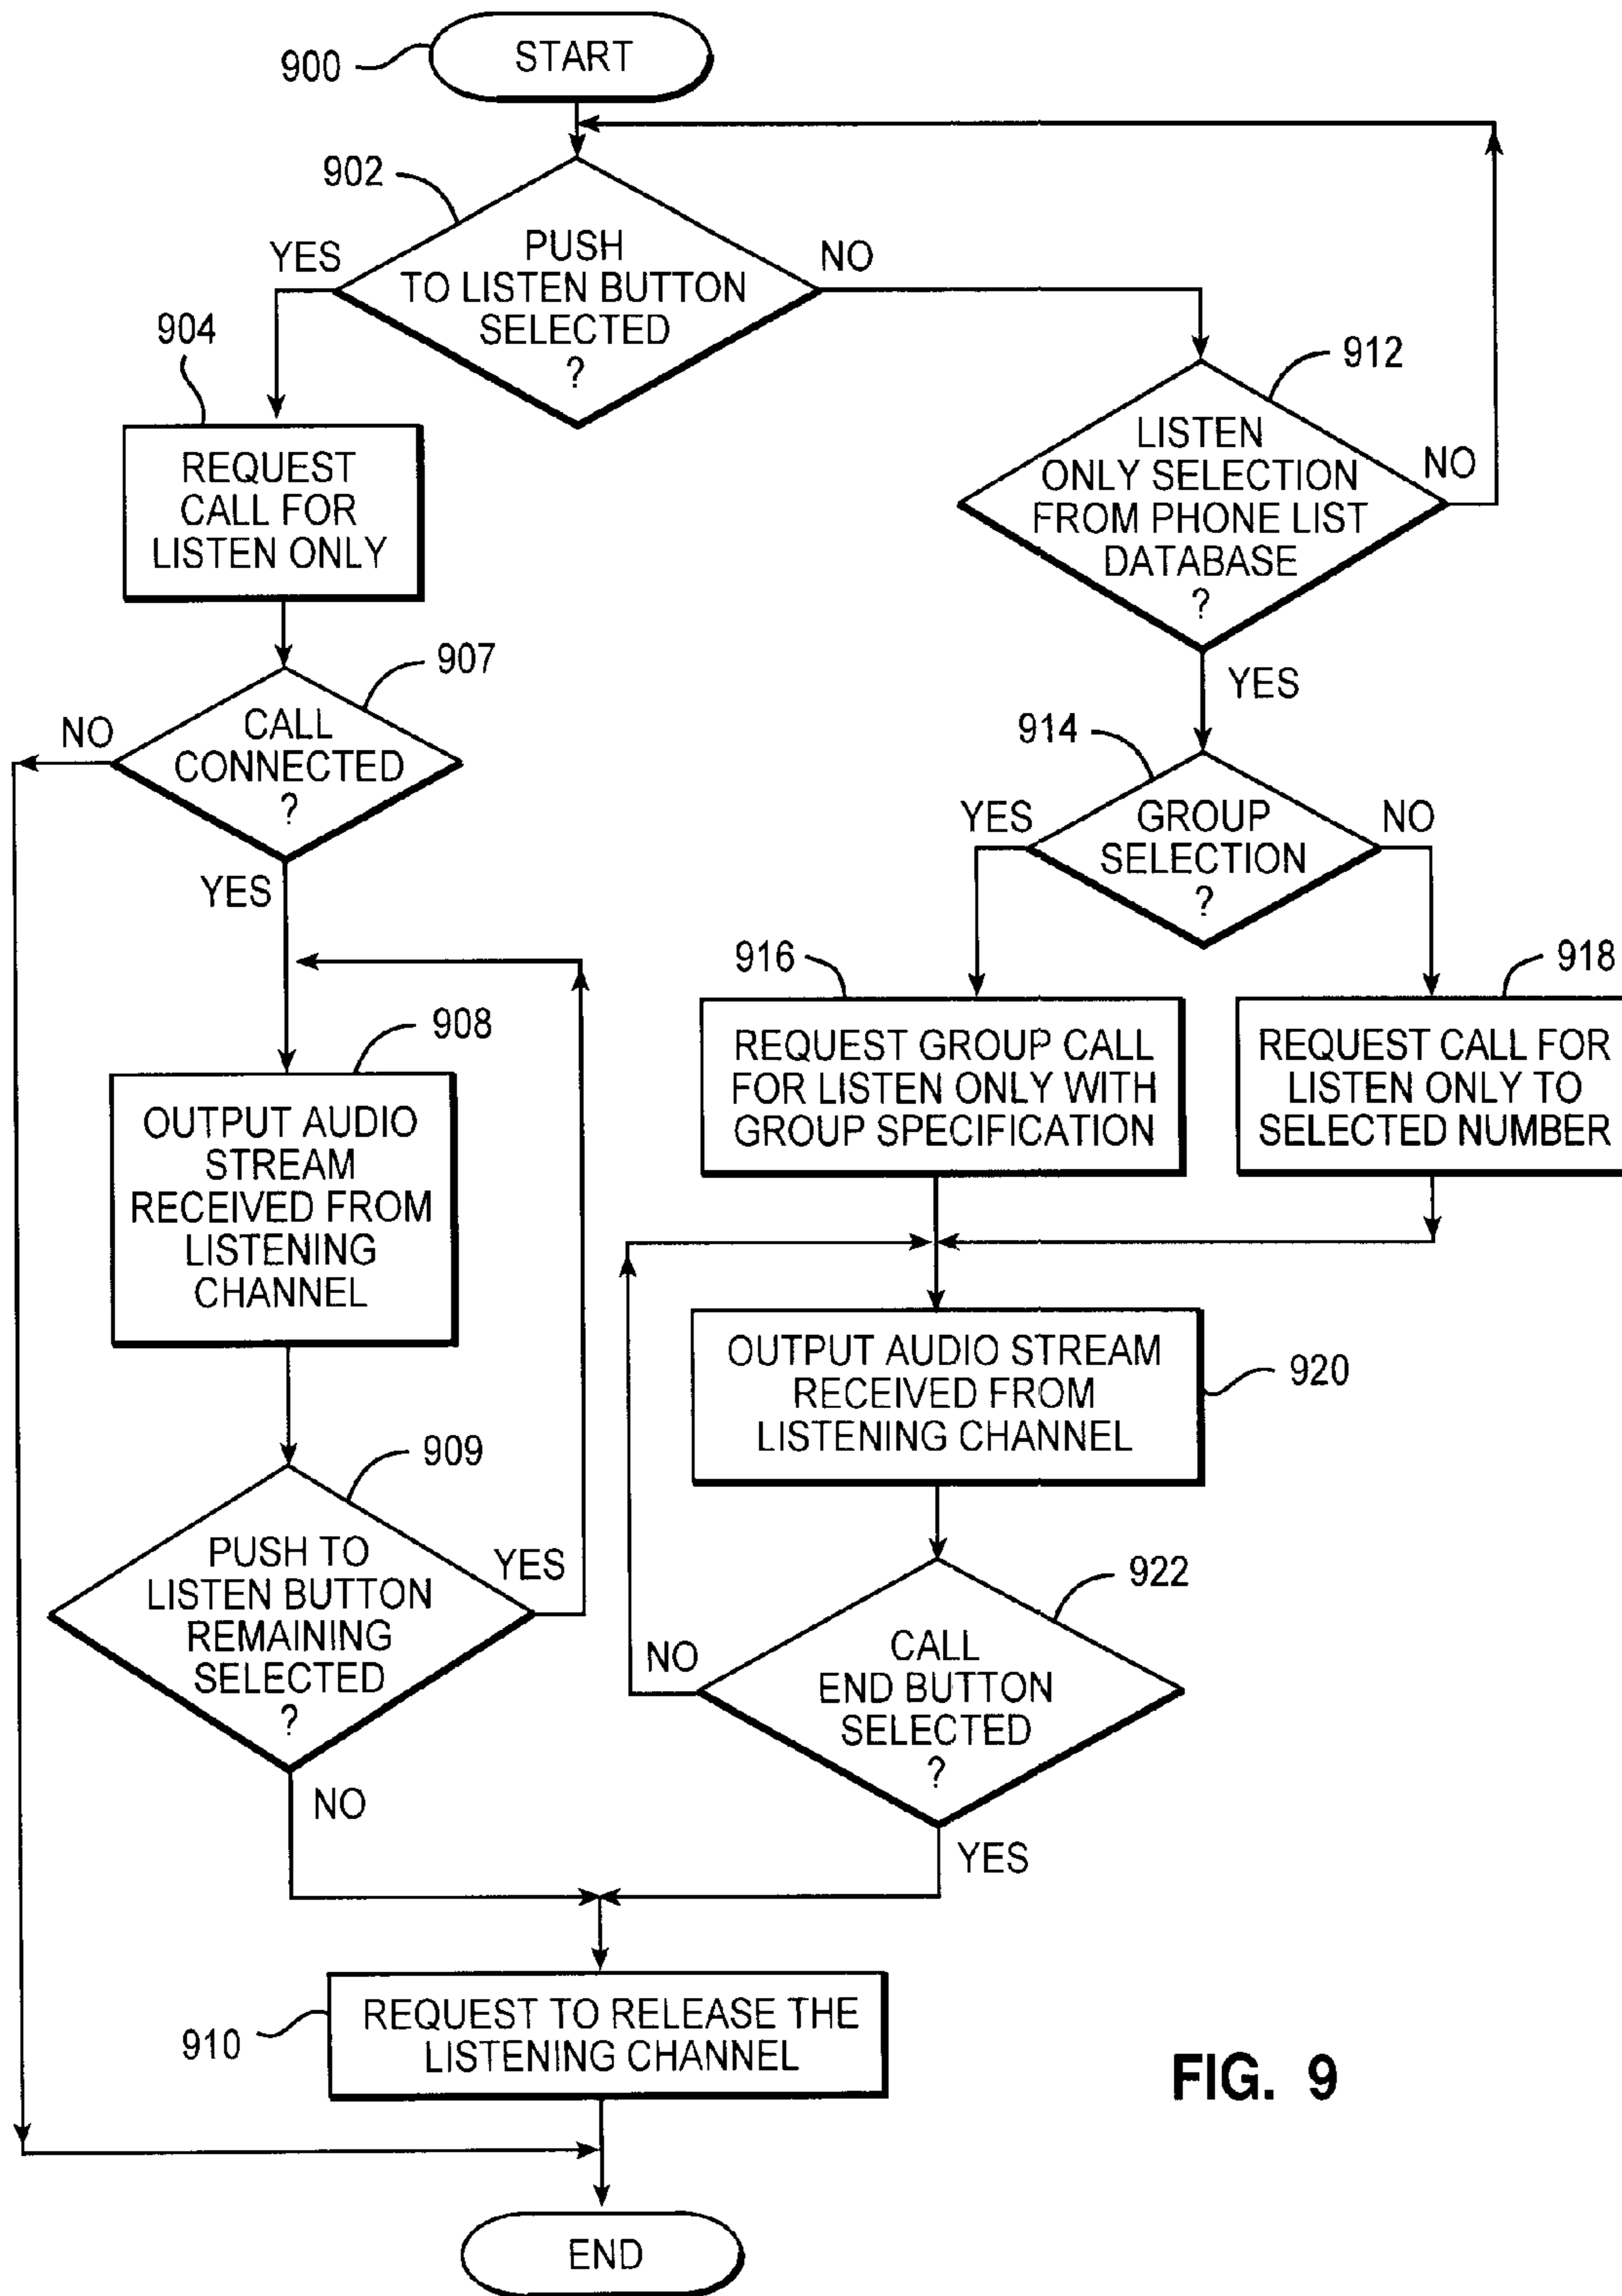 START
900
902
PUSH
TO LISTEN BUTTON
SELECTED
?
YES
NO
904
REQUEST
CALL FOR
LISTEN ONLY
912
LISTEN
ONLY SELECTION
FROM PHONE LIST
DATABASE
?
NO
YES
907
CALL
CONNECTED
?
NO
YES
914
GROUP
SELECTION
?
YES
NO
916
REQUEST GROUP CALL
FOR LISTEN ONLY WITH
GROUP SPECIFICATION
918
REQUEST CALL FOR
LISTEN ONLY TO
SELECTED NUMBER
908
OUTPUT AUDIO
STREAM
RECEIVED FROM
LISTENING
CHANNEL
OUTPUT AUDIO STREAM
RECEIVED FROM
LISTENING CHANNEL
920
909
PUSH TO
LISTEN BUTTON
REMAINING
SELECTED
?
YES
NO
922
CALL
END BUTTON
SELECTED
?
NO
YES
910
REQUEST TO RELEASE THE
LISTENING CHANNEL
FIG. 9
END